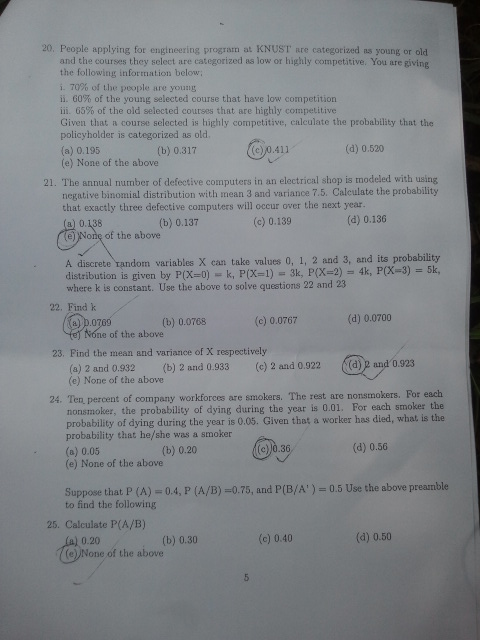 20. People applying for engineering program at KNUST are categorized as young or old
and the courses they select are categorized as low or highly competitive. You are giving
the following information below;
i. 70% of the people are young
ii. 60% of the young selected course that have low competition
iii. 65% of the old selected courses that are highly competitive
Given that a course selected is highly competitive, calculate the probability that the
policyholder is categorized as old.
(a) 0.195 (b) 0.317 (c) 0.411 (d) 0.520
(e) None of the above
21. The annual number of defective computers in an electrical shop is modeled with using
negative binomial distribution with mean 3 and variance 7.5. Calculate the probability
that exactly three defective computers will occur over the next year.
(a) 0.138 (b) 0.137 (c) 0.139 (d) 0.136
(e) None of the above
A discrete random variables X can take values 0, 1, 2 and 3, and its probability
distribution is given by P(X=0) = k, P(X=1) = 3k, P(X=2) = 4k, P(X=3) = 5k,
where k is constant. Use the above to solve questions 22 and 23
22. Find k
(a) 0.0769 (b) 0.0768 (c) 0.0767 (d) 0.0700
(e) None of the above
23. Find the mean and variance of X respectively
(a) 2 and 0.932 (b) 2 and 0.933 (c) 2 and 0.922 (d) 2 and 0.923
(e) None of the above
24. Ten percent of company workforces are smokers. The rest are nonsmokers. For each
nonsmoker, the probability of dying during the year is 0.01. For each smoker the
probability of dying during the year is 0.05. Given that a worker has died, what is the
probability that he/she was a smoker
(a) 0.05 (b) 0.20 (c) 0.36 (d) 0.56
(e) None of the above
Suppose that P (A) = 0.4, P (A/B) =0.75, and P(B/A' ) = 0.5 Use the above preamble
to find the following
25. Calculate P(A/B)
(a) 0.20 (b) 0.30 (c) 0.40 (d) 0.50
(e) None of the above
5